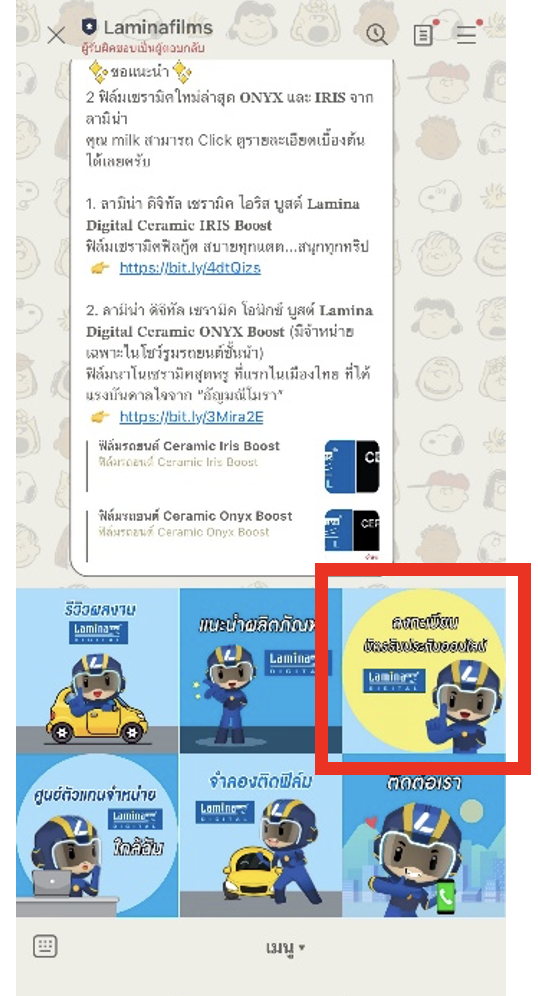 Laminafilms
ผู้รับผิดชอบเป็นผู้ตอบกลับ
ขอแนะนำ
2 ฟิล์มเซรามิคใหม่ล่าสุด ONYX และ IRIS จาก
ลามิน่า
คุณ milk สามารถ Click ดูรายละเอียดเบื้องต้น
ได้เลยครับ
1. ลามิน่า ดิจิทัล เซรามิค ไอริส บูสต์ Lamina
Digital Ceramic IRIS Boost
ฟิล์มเซรามิคฟีลกู๊ด สบายทุกแดด...สนุกทุกทริป
👉 https://bit.ly/4dtQizs
2. ลามิน่า ดิจิทัล เซรามิค โอนิกซ์ บูสต์ Lamina
Digital Ceramic ONYX Boost (มีจำหน่าย
เฉพาะในโชว์รูมรถยนต์ชั้นนำ)
ฟิล์มนาโนเซรามิคสุดหรู ที่แรกในเมืองไทย ที่ได้
แรงบันดาลใจจาก “อัญมณีโมรา”
👉 https://bit.ly/3Mira2E
ฟิล์มรถยนต์ Ceramic Iris Boost
ฟิล์มรถยนต์ Ceramic Iris Boost
ฟิล์มรถยนต์ Ceramic Onyx Boost
ฟิล์มรถยนต์ Ceramic Onyx Boost
CER
รีวิวผลงาน
Lamina
DIGITAL
แนะนำผลิตภัณฑ์
Lamina
DIGITAL
ลงทะเบียน
บัตรรับประกันออนไลน์
Lamina
DIGITAL
ศูนย์ตัวแทนจำหน่าย
Lamina
DIGITAL
ใกล้ฉัน
จำลองติดฟิล์ม
Lamina
DIGITAL
ติดต่อเรา
เมนู